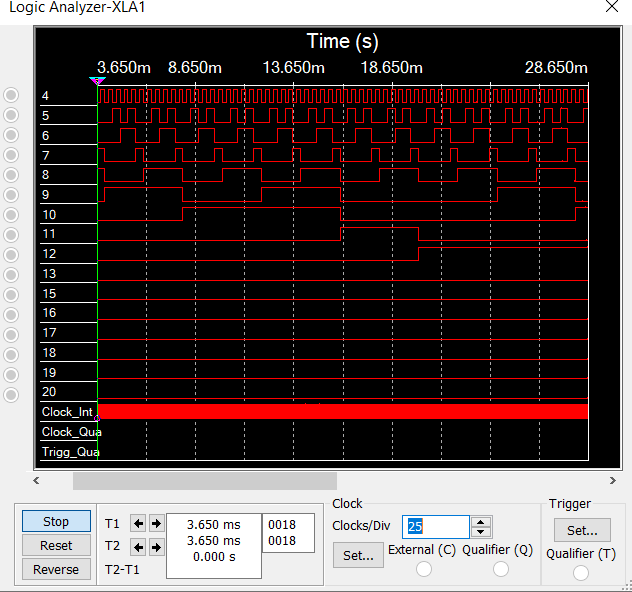 Logic Analyzer-XLA1
Time (s)
3.650m 8.650m 13.650m 18.650m 28.650m
4
5
6
7
8
9
10
11
12
13
15
16
17
18
19
20
Clock_Int
Clock_Qua
Trigg_Qua
Stop
Reset
Reverse
T1 3.650 ms 0018
T2 3.650 ms 0018
T2-T1 0.000 s
Clock
Clocks/Div 25
Set...
External (C) Qualifier (Q)
Trigger
Set...
Qualifier (T)